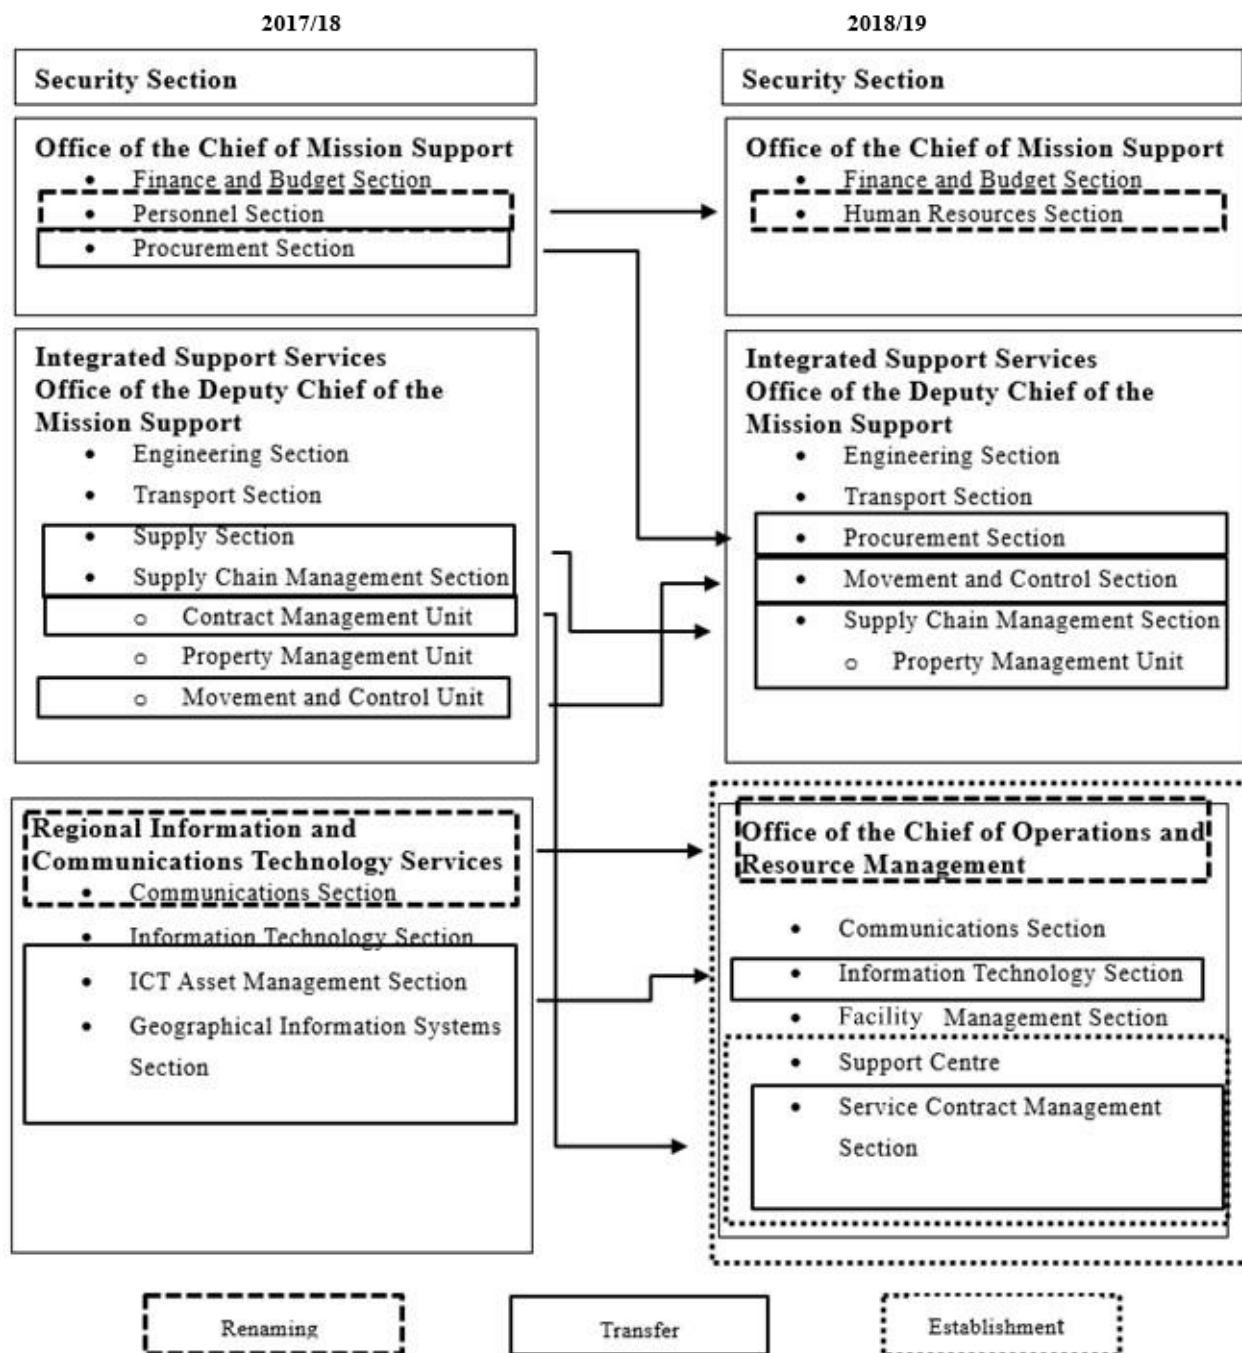 2017/18
Security Section
Office of the Chief of Mission Support
• Finance and Budget Section
• Personnel Section
• Procurement Section
Integrated Support Services
Office of the Deputy Chief of the
Mission Support
• Engineering Section
• Transport Section
• Supply Section
• Supply Chain Management Section
o Contract Management Unit
o Property Management Unit
o Movement and Control Unit
Regional Information and
Communications Technology Services
• Communications Section
• Information Technology Section
• ICT Asset Management Section
• Geographical Information Systems
Section
2018/19
Security Section
Office of the Chief of Mission Support
• Finance and Budget Section
• Human Resources Section
Integrated Support Services
Office of the Deputy Chief of the
Mission Support
• Engineering Section
• Transport Section
• Procurement Section
• Movement and Control Section
• Supply Chain Management Section
o Property Management Unit
Office of the Chief of Operations and
Resource Management
• Communications Section
• Information Technology Section
• Facility Management Section
• Support Centre
• Service Contract Management
Section
Renaming
Transfer
Establishment